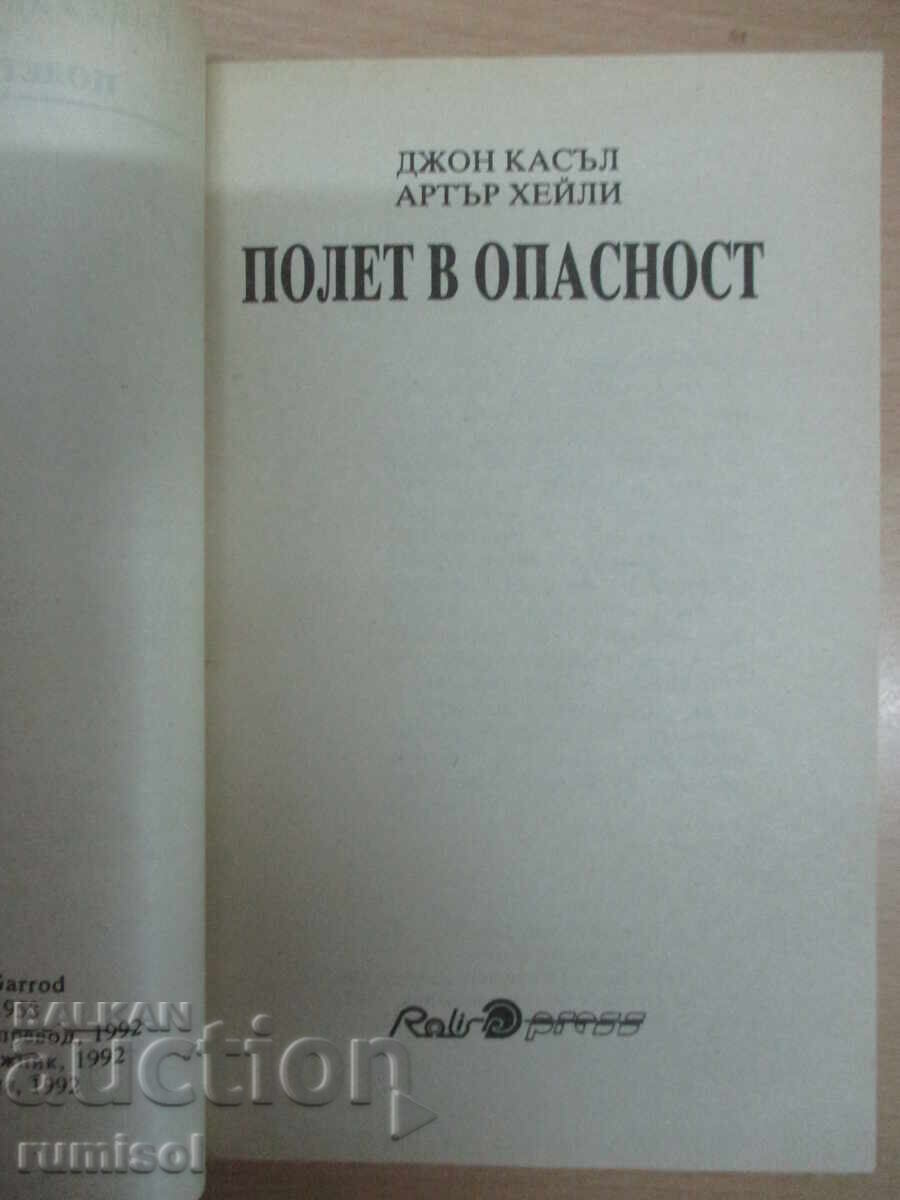 ДЖОН КАСЪЛ
АРТЪР ХЕЙЛИ
ПОЛЕТ В ОПАСНОСТ
Ralis press
Garrod
превод, 1992
1992
1992
BALKAN
auction
rumisol